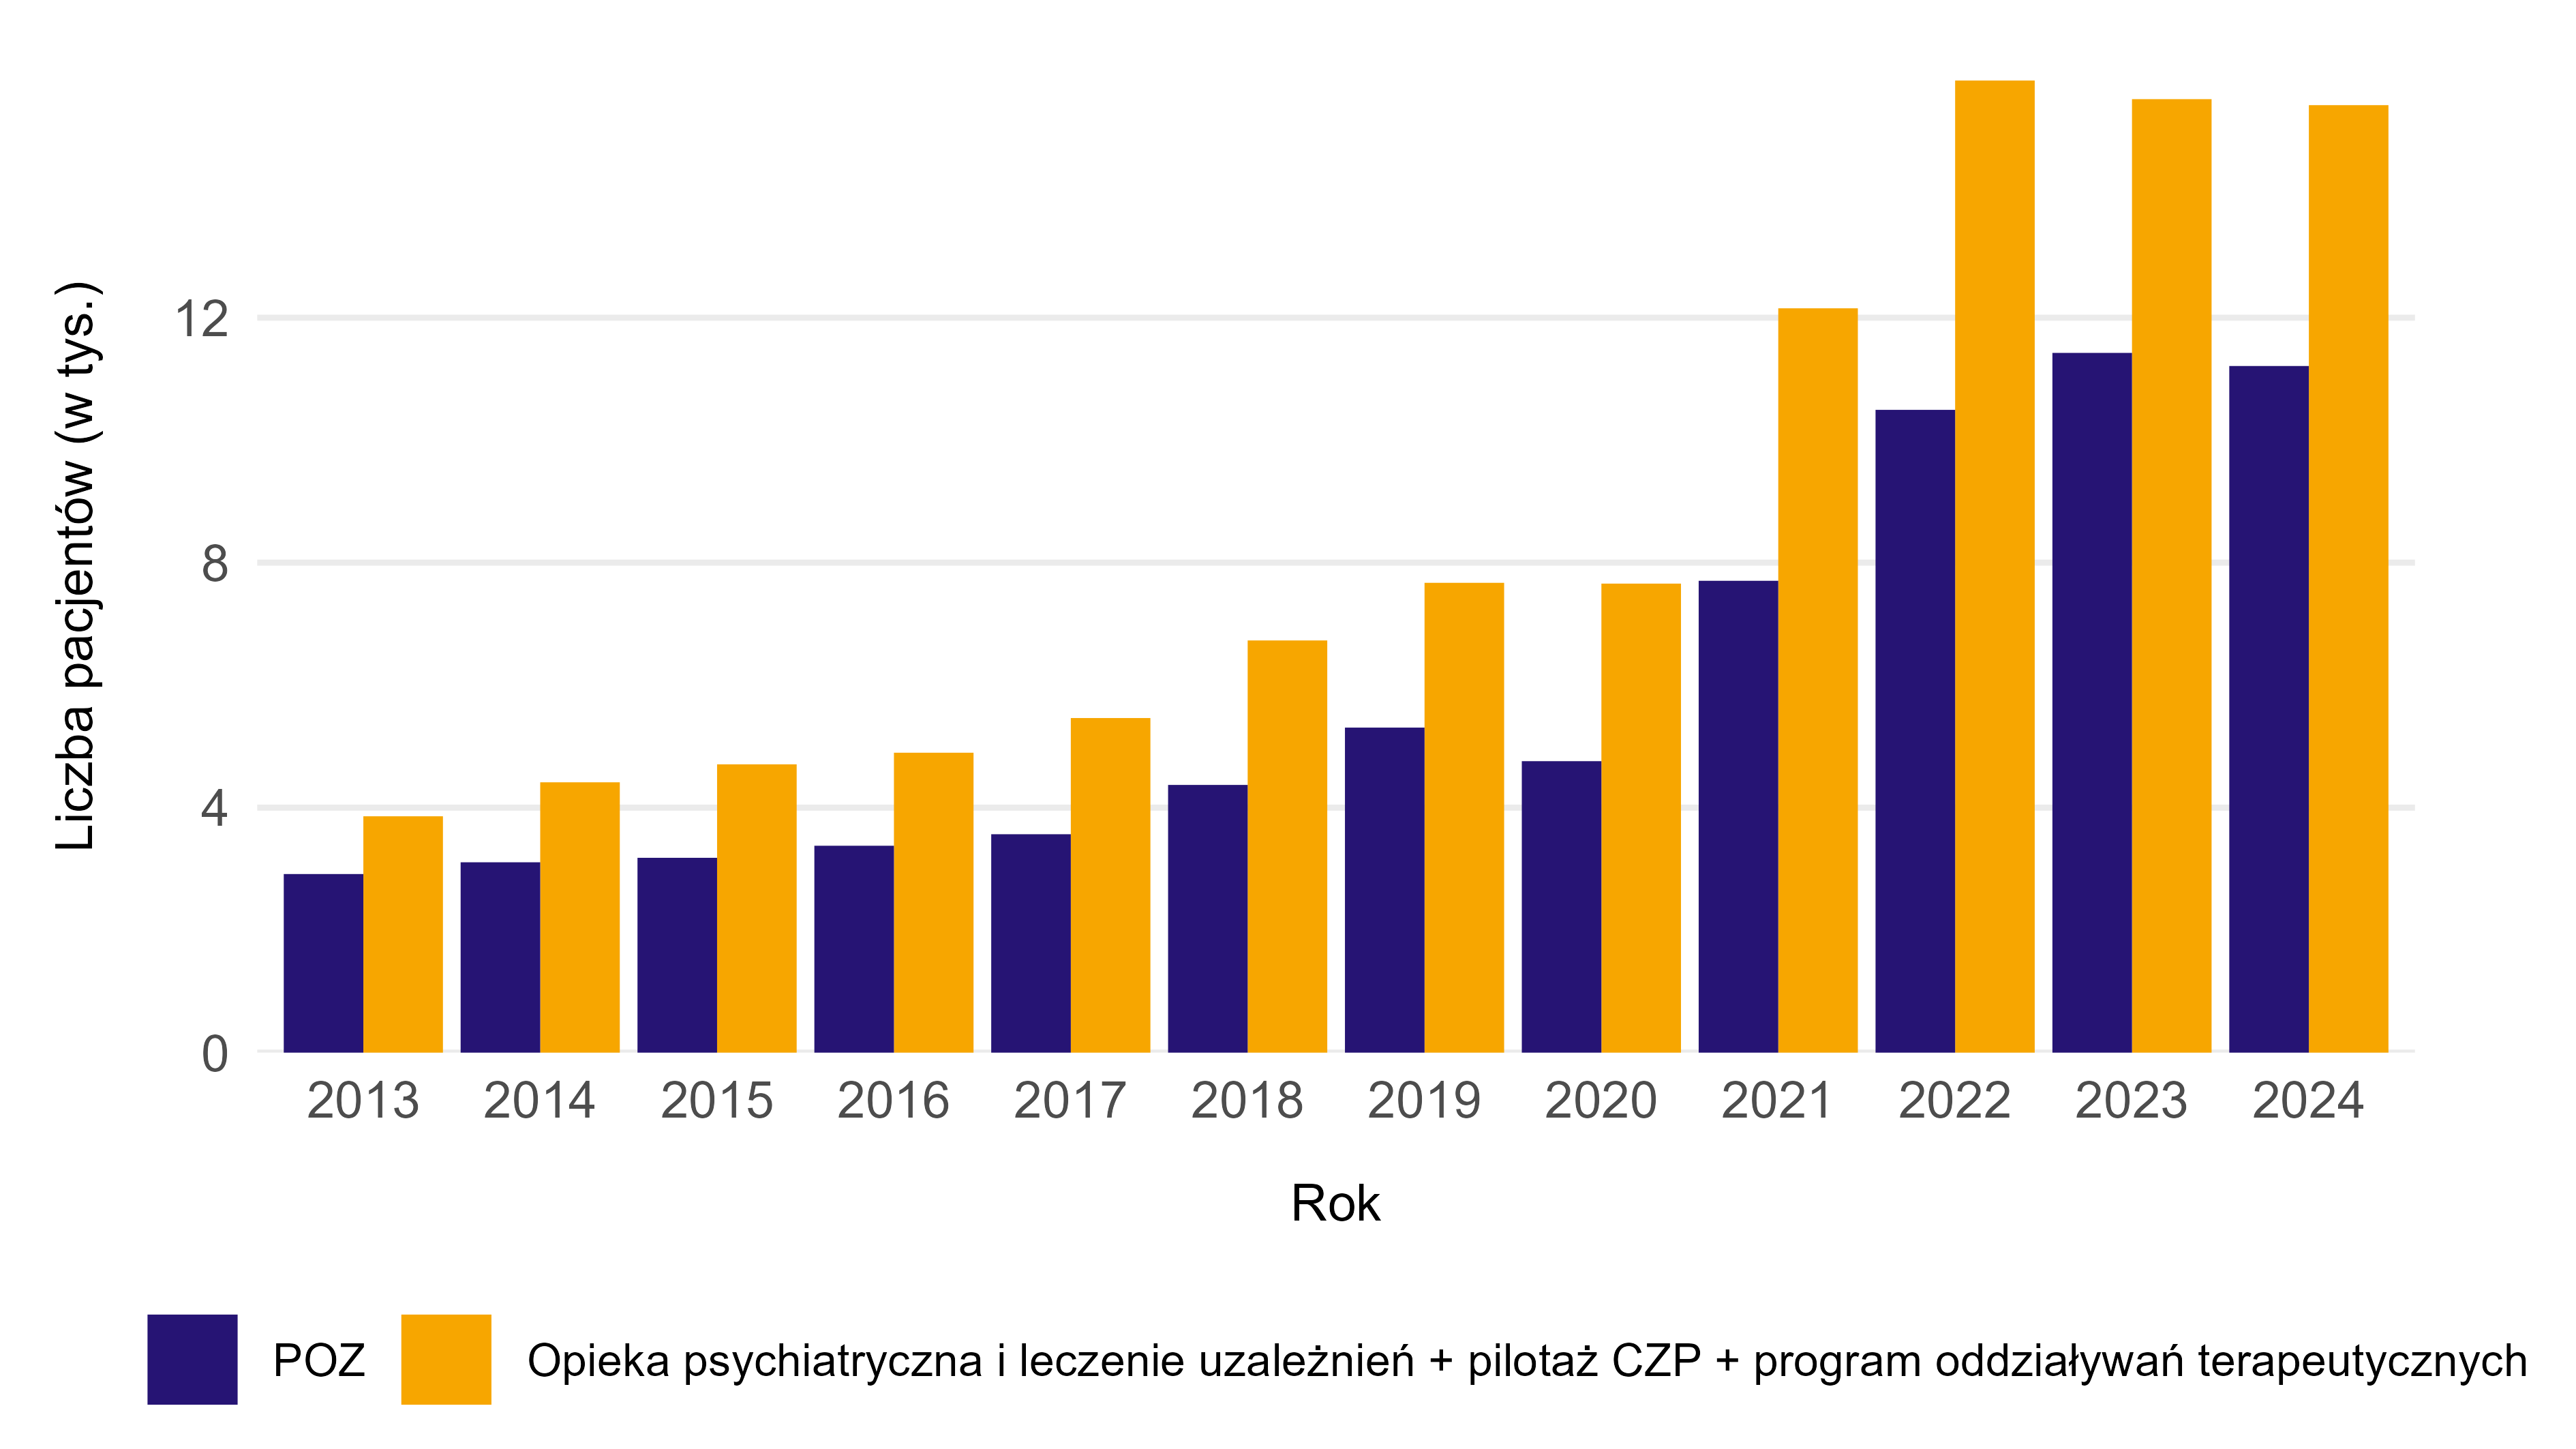 Liczba pacjentów (w tys.)
12
8
4
0
2013 2014 2015 2016 2017 2018 2019 2020 2021 2022 2023 2024
Rok
POZ Opieka psychiatryczna i leczenie uzależnień + pilotaż CZP + program oddziaływań terapeutycznych